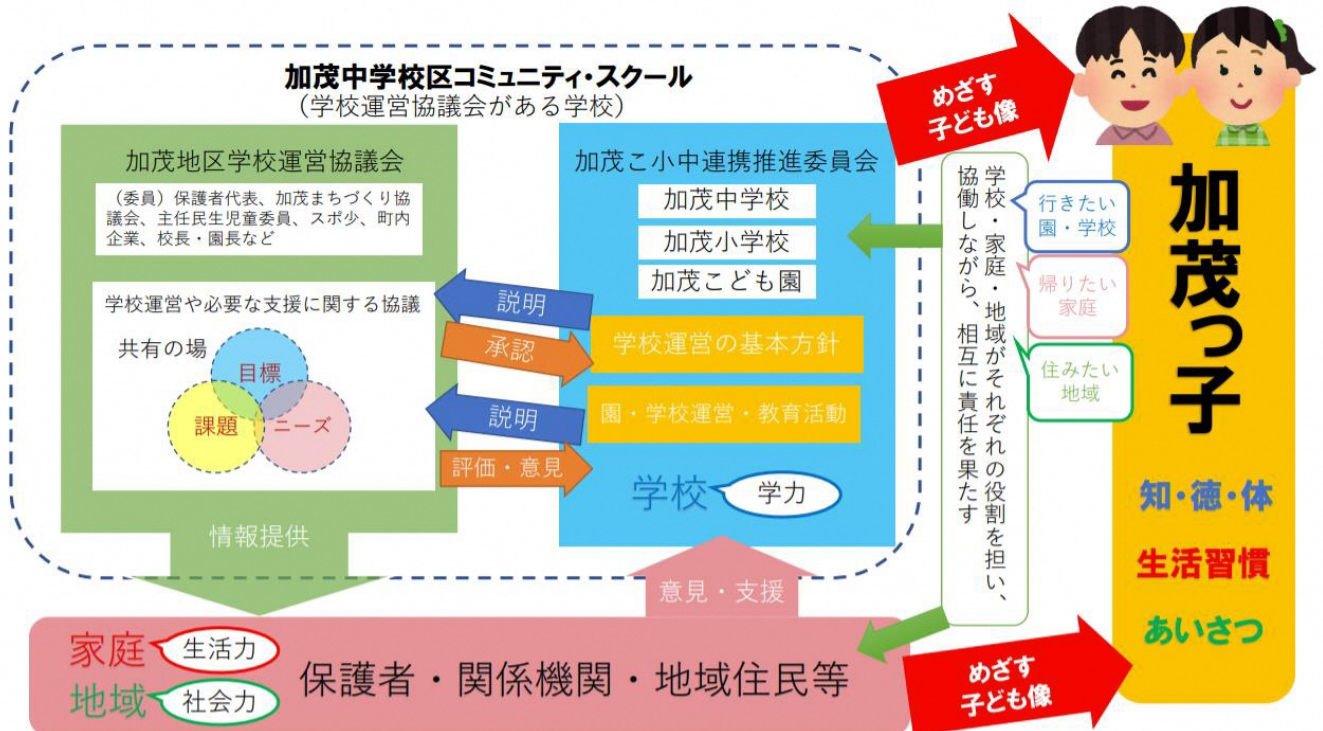 加茂中学校区コミュニティ・スクール
（学校運営協議会がある学校）
加茂地区学校運営協議会
（委員）保護者代表、加茂まちづくり協
議会、主任民生児童委員、スポ少、町内
企業、校長・園長など
学校運営や必要な支援に関する協議
共有の場
目標
課題
ニーズ
情報提供
説明
承認
説明
評価・意見
加茂こ小中連携推進委員会
加茂中学校
加茂小学校
加茂こども園
学校運営の基本方針
園・学校運営・教育活動
学校
学力
意見・支援
家庭
生活力
地域
社会力
保護者・関係機関・地域住民等
学校・家庭・地域がそれぞれの役割を担い、
協働しながら、相互に責任を果たす
めざす
子ども像
行きたい
園・学校
帰りたい
家庭
住みたい
地域
めざす
子ども像
加茂っ子
知・徳・体
生活習慣
あいさつ